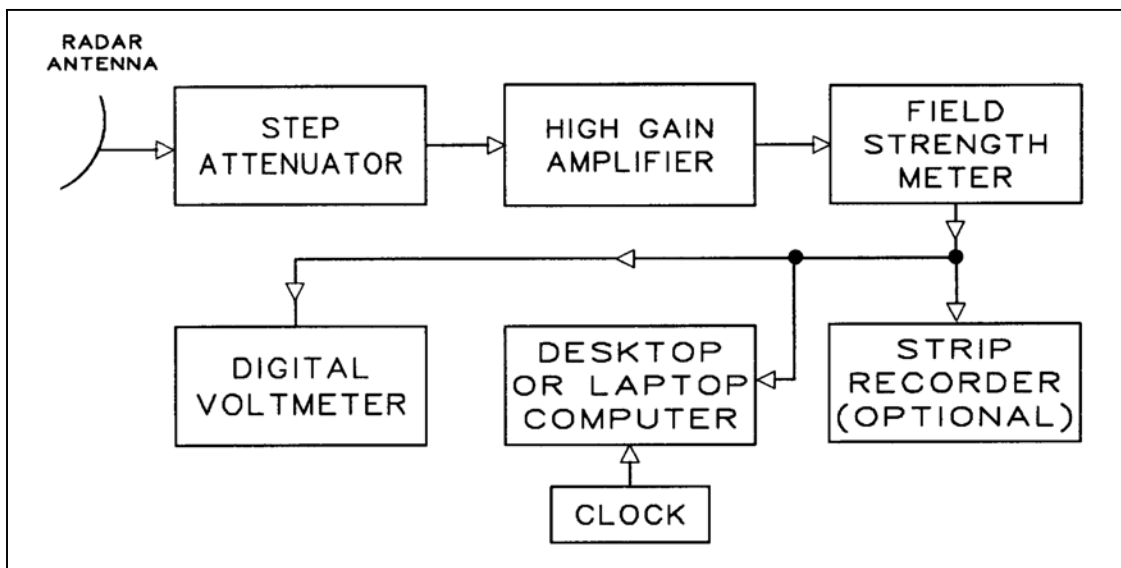 RADAR
ANTENNA
STEP
ATTENUATOR
HIGH GAIN
AMPLIFIER
FIELD
STRENGTH
METER
DIGITAL
VOLTMETER
DESKTOP
OR LAPTOP
COMPUTER
STRIP
RECORDER
(OPTIONAL)
CLOCK